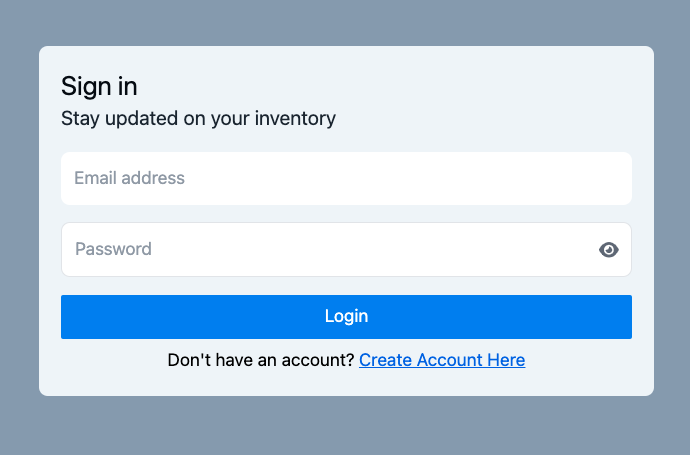 Sign in
Stay updated on your inventory
Email address
Password
Login
Don't have an account? Create Account Here